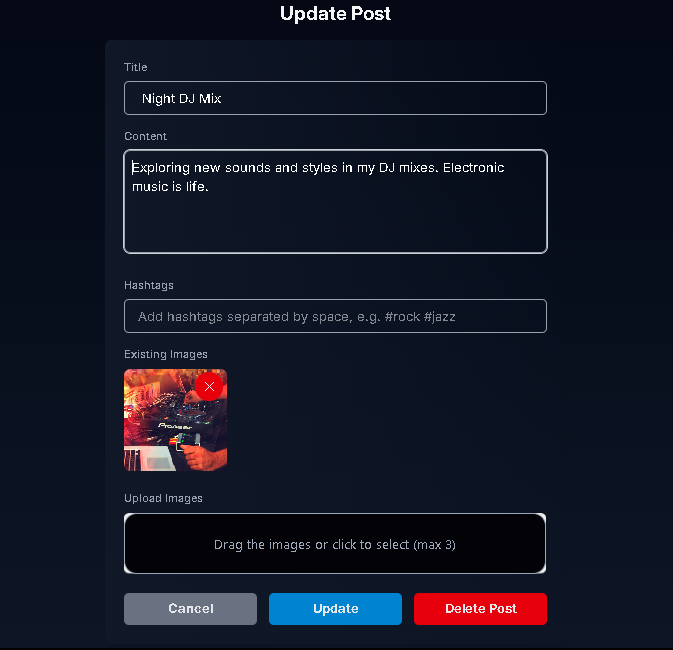 Update Post
Title
Night DJ Mix
Content
Exploring new sounds and styles in my DJ mixes. Electronic
music is life.
Hashtags
Add hashtags separated by space, e.g. #rock #jazz
Existing Images
Pioneer
Upload Images
Drag the images or click to select (max 3)
Cancel
Update
Delete Post